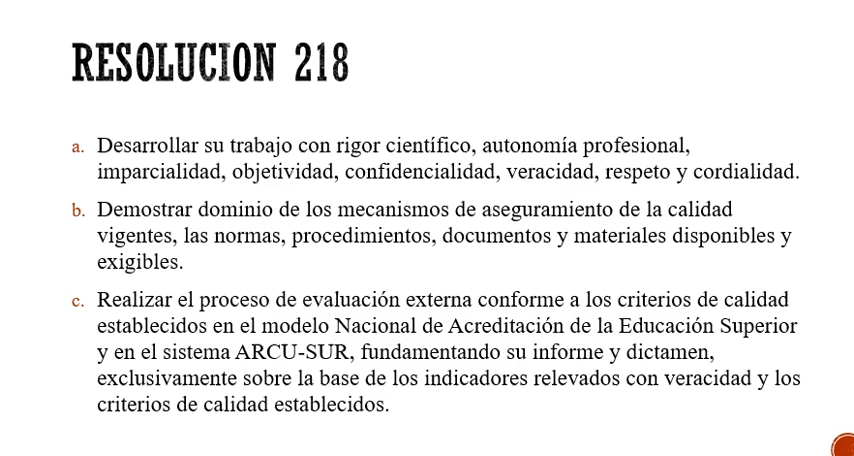 RESOLUCION 218
a. Desarrollar su trabajo con rigor científico, autonomía profesional,
imparcialidad, objetividad, confidencialidad, veracidad, respeto y cordialidad.
b. Demostrar dominio de los mecanismos de aseguramiento de la calidad
vigentes, las normas, procedimientos, documentos y materiales disponibles y
exigibles.
c. Realizar el proceso de evaluación externa conforme a los criterios de calidad
establecidos en el modelo Nacional de Acreditación de la Educación Superior
y en el sistema ARCU-SUR, fundamentando su informe y dictamen,
exclusivamente sobre la base de los indicadores relevados con veracidad y los
criterios de calidad establecidos.